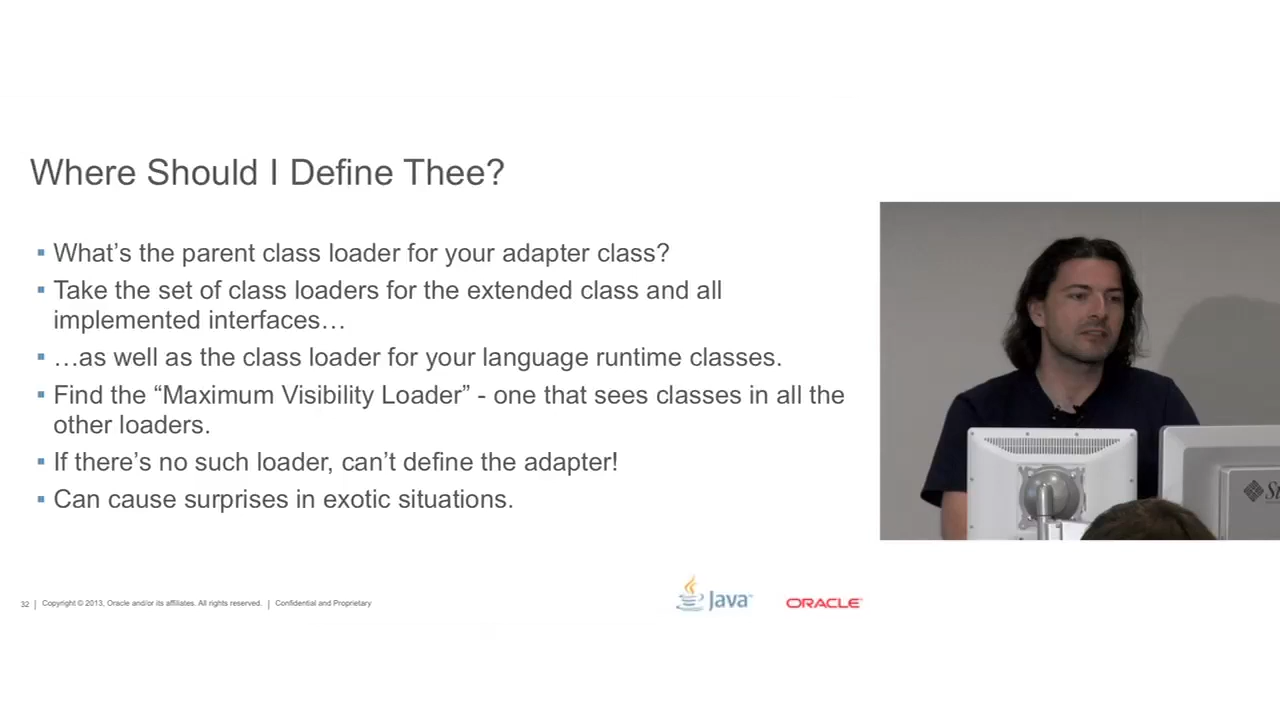 Where Should I Define Thee?
▪ What’s the parent class loader for your adapter class?
▪ Take the set of class loaders for the extended class and all
implemented interfaces…
▪ …as well as the class loader for your language runtime classes.
▪ Find the “Maximum Visibility Loader” - one that sees classes in all the
other loaders.
▪ If there’s no such loader, can’t define the adapter!
▪ Can cause surprises in exotic situations.
32 | Copyright © 2013, Oracle and/or its affiliates. All rights reserved. | Confidential and Proprietary
Java™
ORACLE®